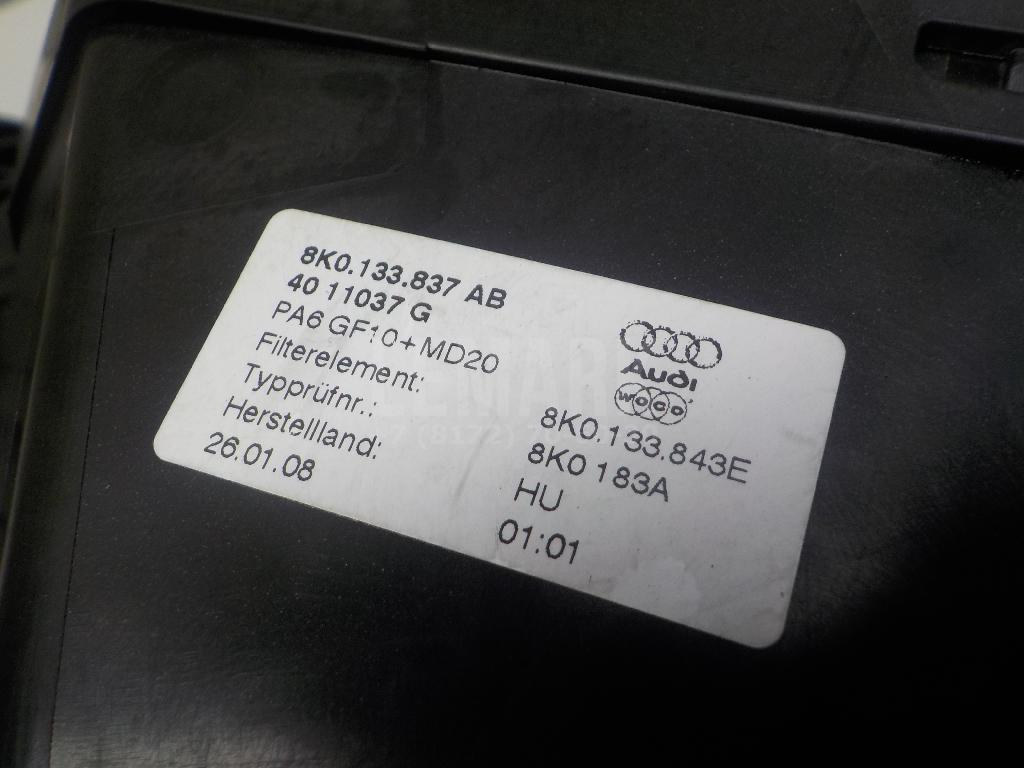 8K0.133.837 AB
40 11037 G
PA6 GF10+MD20
Audi
woco
Filterelement: 8K0.133.843E
Typprüfnr.: 8K0 183A
Herstellland: HU
26.01.08 01:01